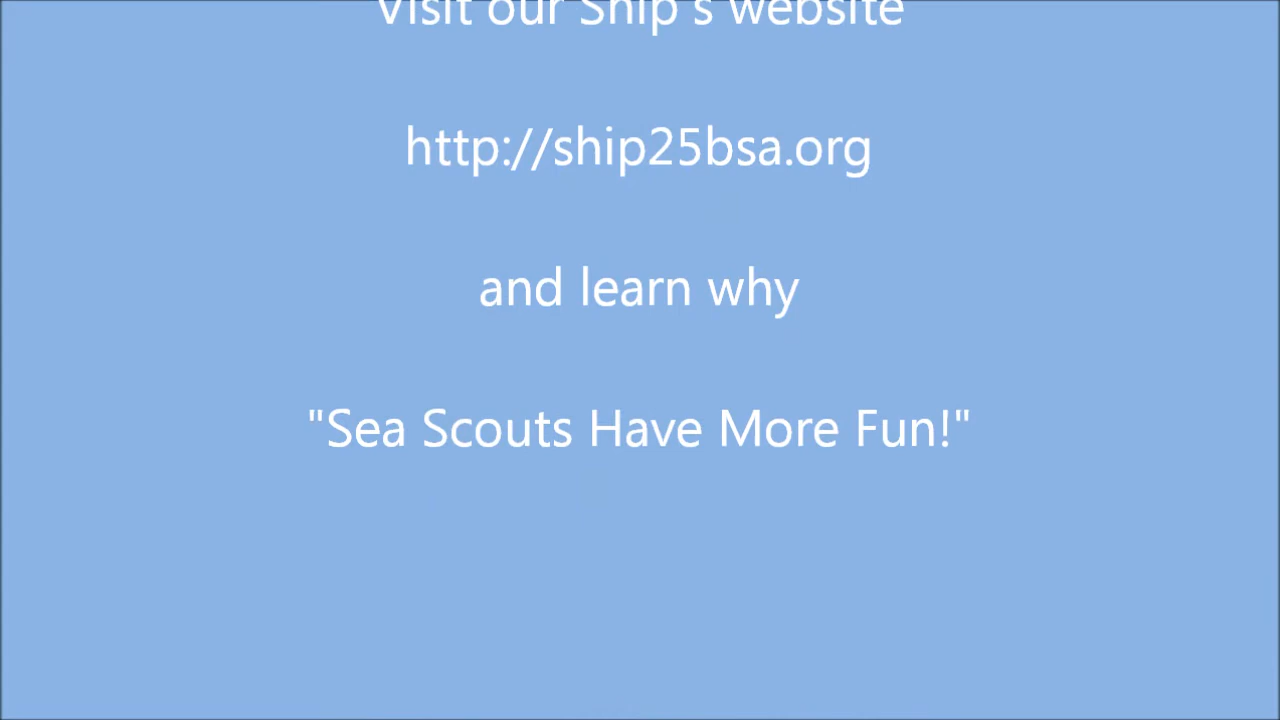 Visit our Ship's website
http://ship25bsa.org
and learn why
"Sea Scouts Have More Fun!"